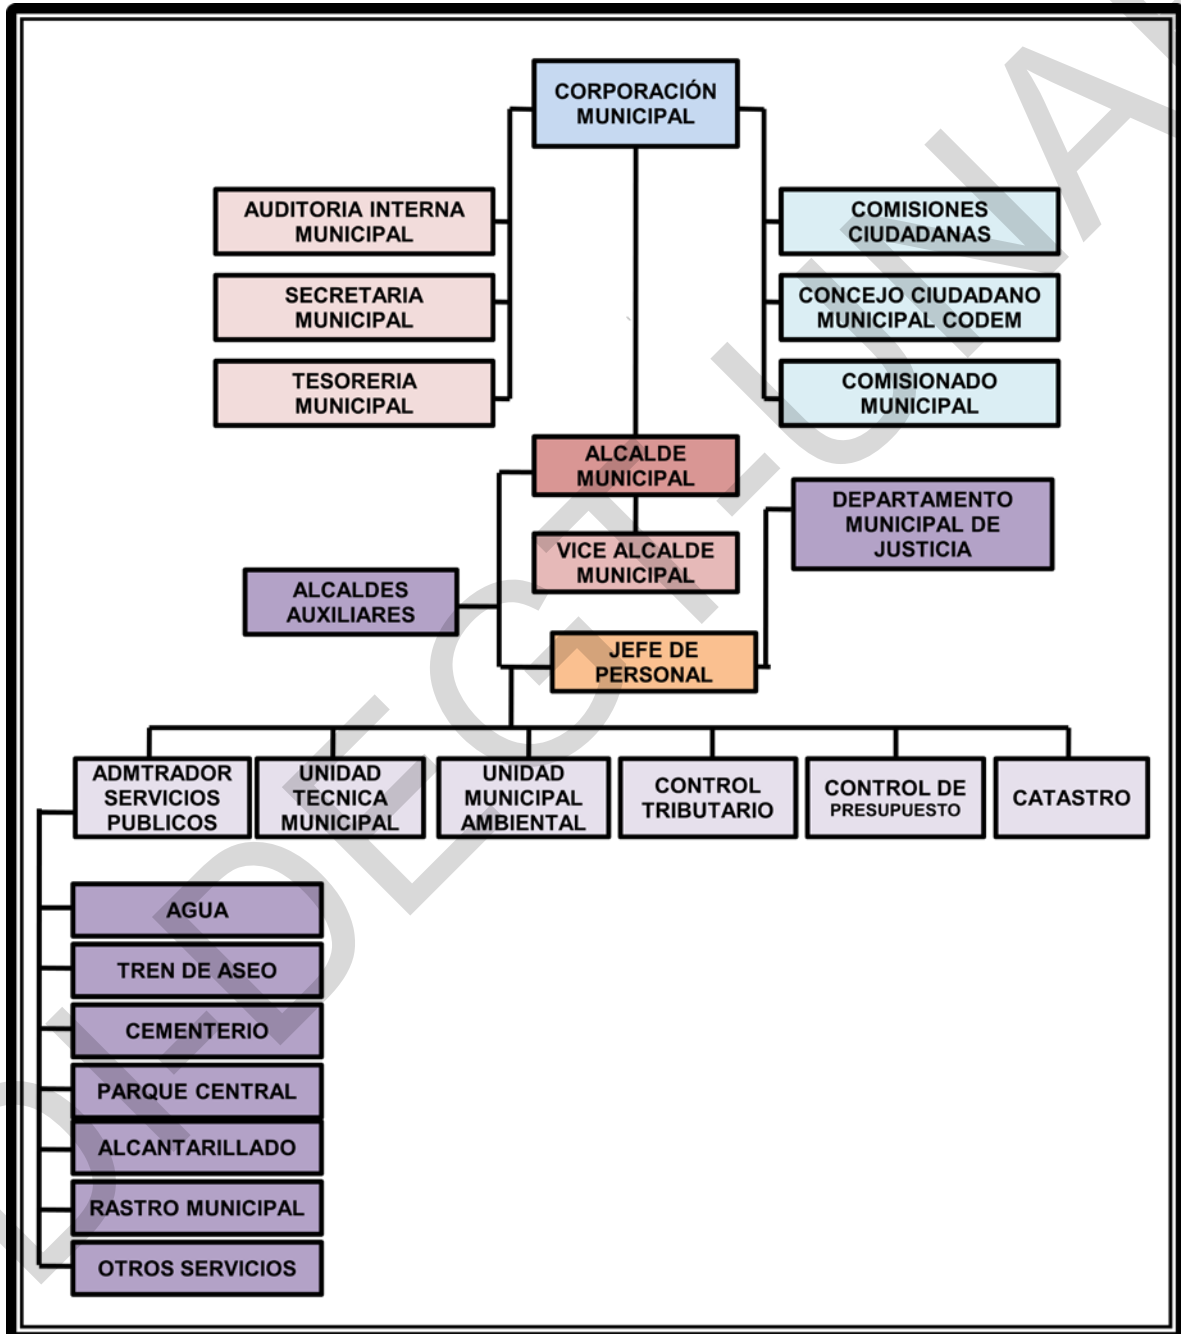 CORPORACIÓN
MUNICIPAL
AUDITORIA INTERNA
MUNICIPAL
COMISIONES
CIUDADANAS
SECRETARIA
MUNICIPAL
CONCEJO CIUDADANO
MUNICIPAL CODEM
TESORERIA
MUNICIPAL
COMISIONADO
MUNICIPAL
ALCALDE
MUNICIPAL
DEPARTAMENTO
MUNICIPAL DE
JUSTICIA
VICE ALCALDE
MUNICIPAL
ALCALDES
AUXILIARES
JEFE DE
PERSONAL
ADMTRADOR
SERVICIOS
PUBLICOS
UNIDAD
TECNICA
MUNICIPAL
UNIDAD
MUNICIPAL
AMBIENTAL
CONTROL
TRIBUTARIO
CONTROL DE
PRESUPUESTO
CATASTRO
AGUA
TREN DE ASEO
CEMENTERIO
PARQUE CENTRAL
ALCANTARILLADO
RASTRO MUNICIPAL
OTROS SERVICIOS
DI-DEGT-UNA